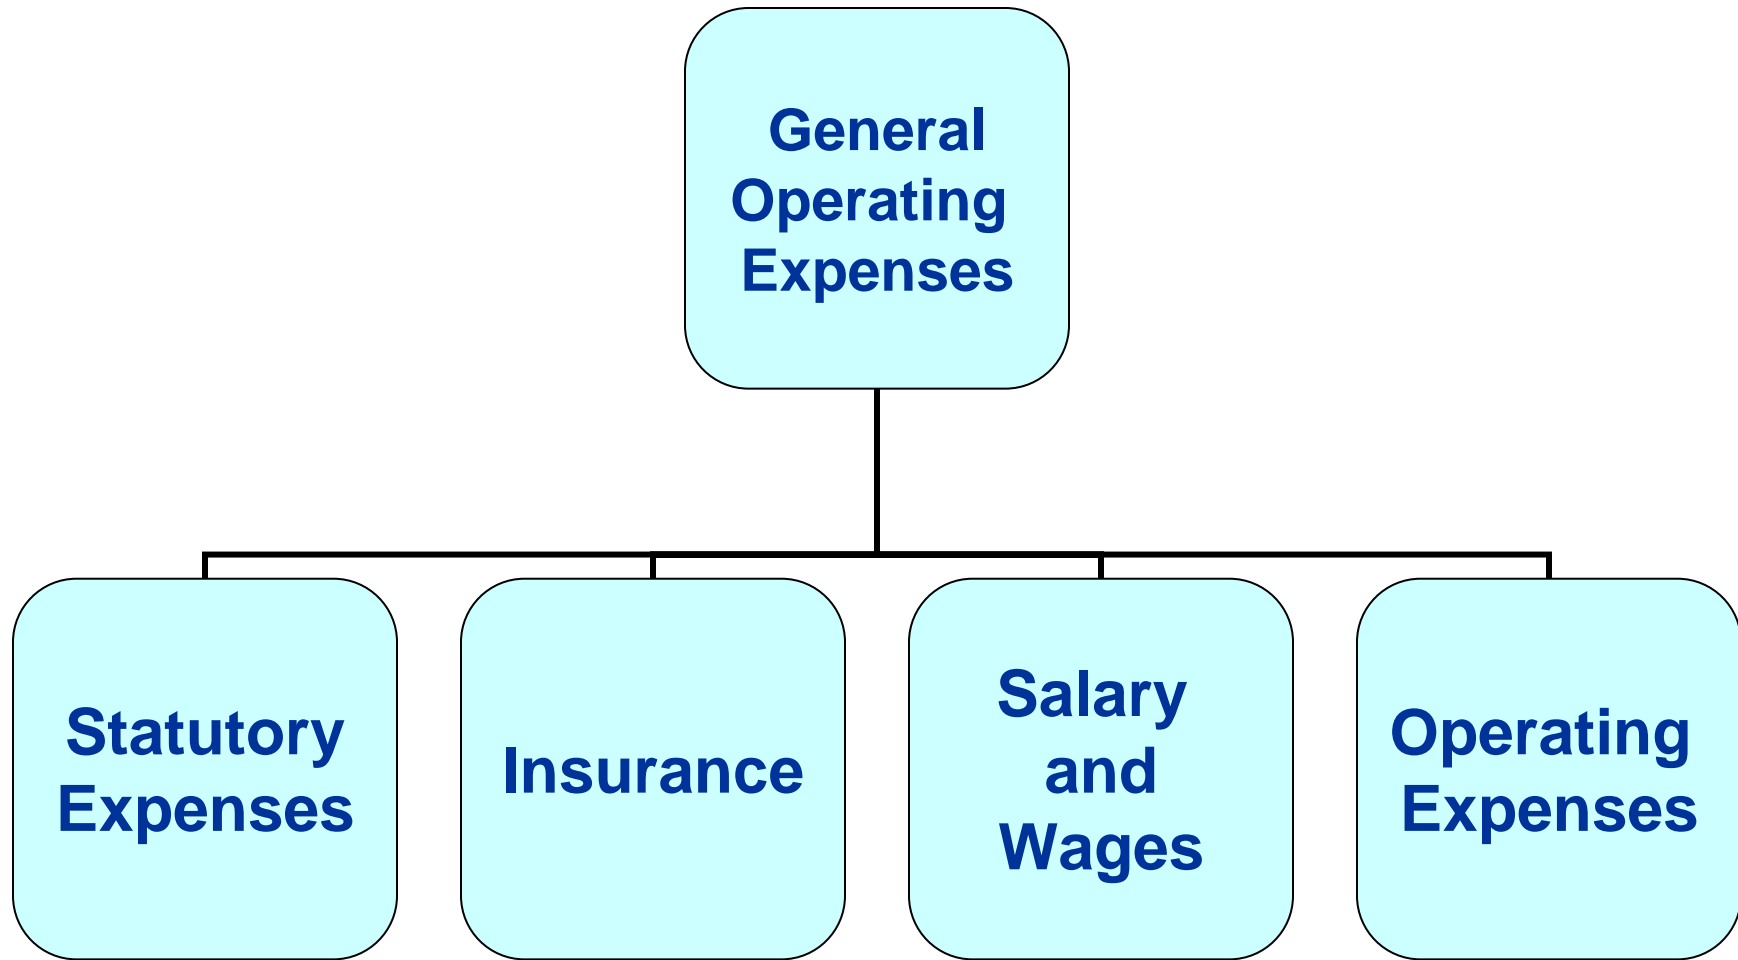 General
Operating
Expenses
Statutory
Expenses
Insurance
Salary
and
Wages
Operating
Expenses